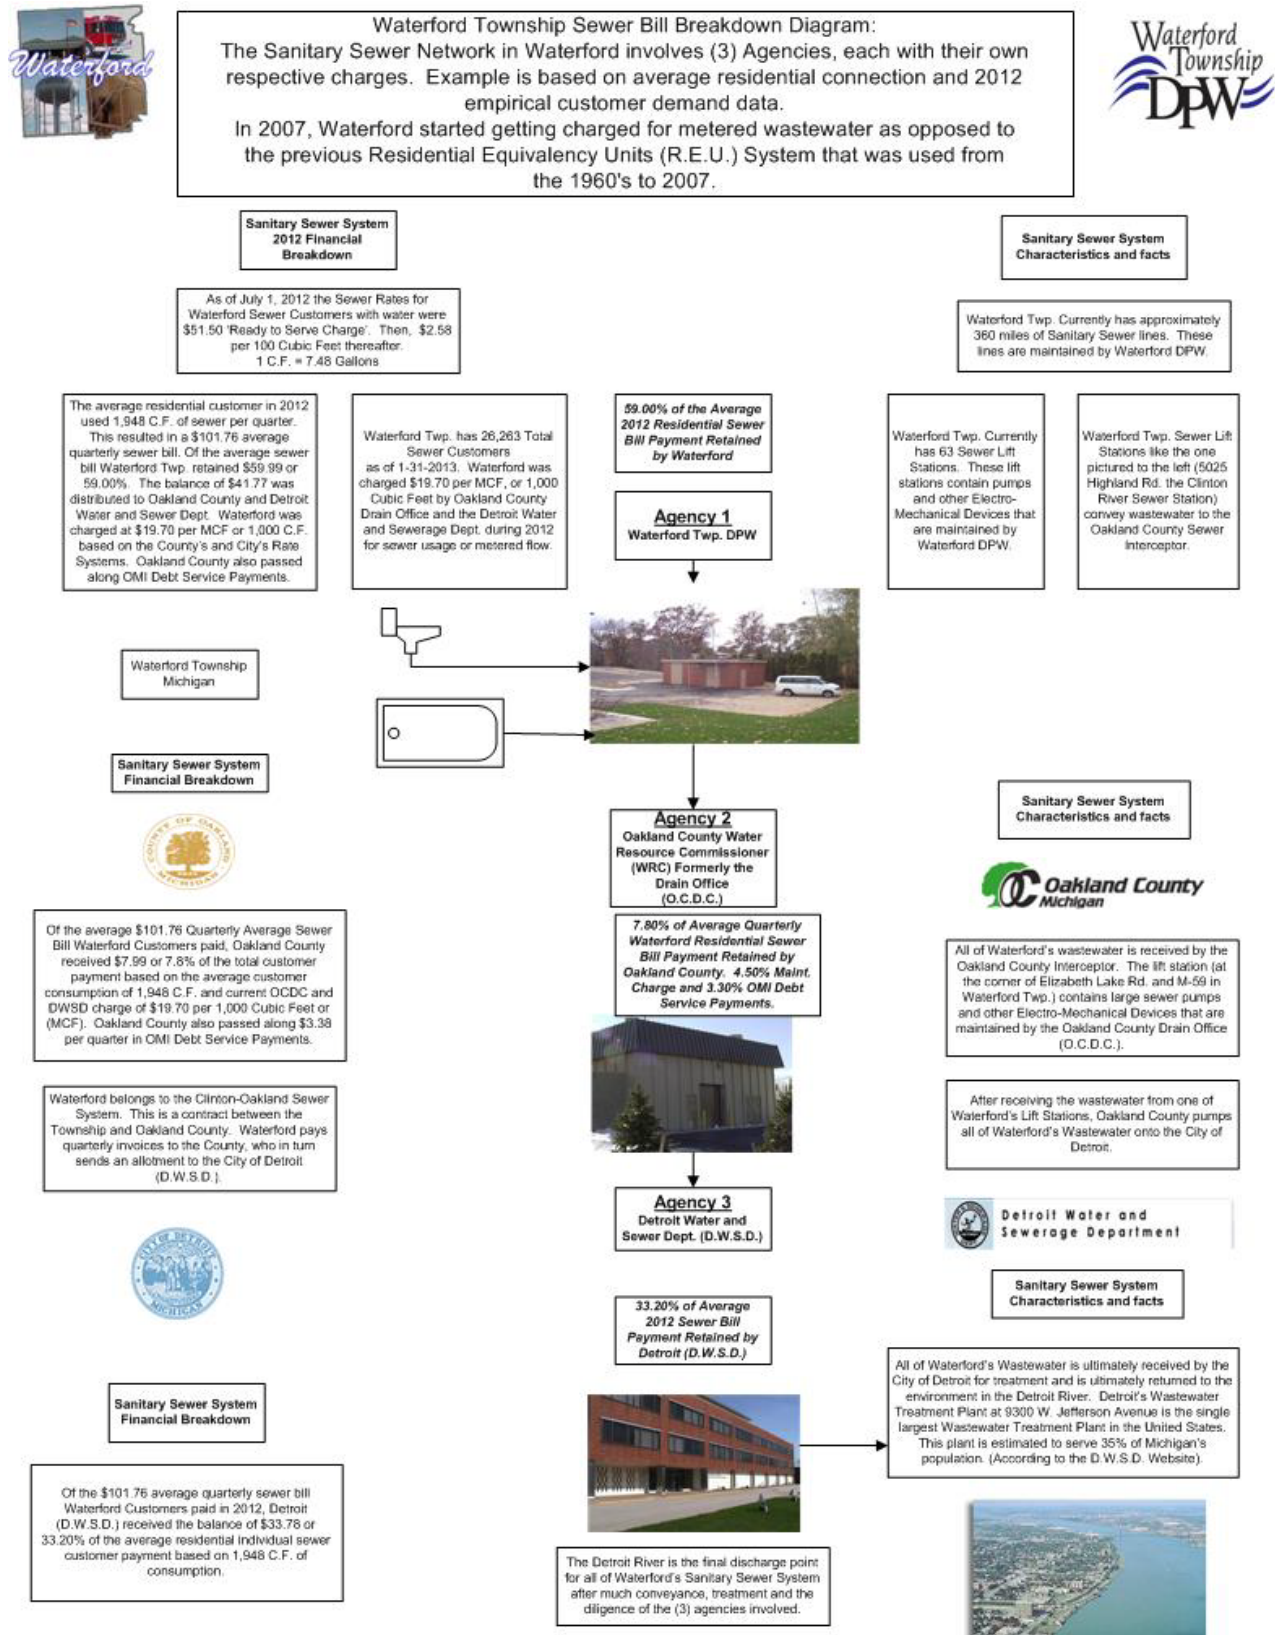 Waterford
Waterford Township Sewer Bill Breakdown Diagram:
The Sanitary Sewer Network in Waterford involves (3) Agencies, each with their own
respective charges. Example is based on average residential connection and 2012
empirical customer demand data.
In 2007, Waterford started getting charged for metered wastewater as opposed to
the previous Residential Equivalency Units (R.E.U.) System that was used from
the 1960's to 2007.
Waterford
Township
DPW
Sanitary Sewer System
2012 Financial
Breakdown
Sanitary Sewer System
Characteristics and facts
As of July 1, 2012 the Sewer Rates for
Waterford Sewer Customers with water were
$51.50 'Ready to Serve Charge'. Then, $2.58
per 100 Cubic Feet thereafter.
1 C.F. = 7.48 Gallons
Waterford Twp. Currently has approximately
360 miles of Sanitary Sewer lines. These
lines are maintained by Waterford DPW.
The average residential customer in 2012
used 1,948 C.F. of sewer per quarter.
This resulted in a $101.76 average
quarterly sewer bill. Of the average sewer
bill Waterford Twp. retained $59.99 or
59.00%. The balance of $41.77 was
distributed to Oakland County and Detroit
Water and Sewer Dept. Waterford was
charged at $19.70 per MCF or 1,000 C.F.
based on the County's and City's Rate
Systems. Oakland County also passed
along OMI Debt Service Payments.
Waterford Twp. has 26,263 Total
Sewer Customers
as of 1-31-2013. Waterford was
charged $19.70 per MCF, or 1,000
Cubic Feet by Oakland County
Drain Office and the Detroit Water
and Sewerage Dept. during 2012
for sewer usage or metered flow.
59.00% of the Average
2012 Residential Sewer
Bill Payment Retained
by Waterford
Agency 1
Waterford Twp. DPW
Waterford Twp. Currently
has 63 Sewer Lift
Stations. These lift
stations contain pumps
and other Electro-
Mechanical Devices that
are maintained by
Waterford DPW.
Waterford Twp. Sewer Lift
Stations like the one
pictured to the left (5025
Highland Rd. the Clinton
River Sewer Station)
convey wastewater to the
Oakland County Sewer
Interceptor.
Waterford Township
Michigan
Sanitary Sewer System
Financial Breakdown
COUNTY OF OAKLAND
MICHIGAN
Agency 2
Oakland County Water
Resource Commissioner
(WRC) Formerly the
Drain Office
(O.C.D.C.)
Sanitary Sewer System
Characteristics and facts
OC Oakland County
Michigan
Of the average $101.76 Quarterly Average Sewer
Bill Waterford Customers paid, Oakland County
received $7.99 or 7.8% of the total customer
payment based on the average customer
consumption of 1,948 C.F. and current OCDC and
DWSD charge of $19.70 per 1,000 Cubic Feet or
(MCF). Oakland County also passed along $3.38
per quarter in OMI Debt Service Payments.
7.80% of Average Quarterly
Waterford Residential Sewer
Bill Payment Retained by
Oakland County. 4.50% Maint.
Charge and 3.30% OMI Debt
Service Payments.
All of Waterford's wastewater is received by the
Oakland County Interceptor. The lift station (at
the corner of Elizabeth Lake Rd. and M-59 in
Waterford Twp.) contains large sewer pumps
and other Electro-Mechanical Devices that are
maintained by the Oakland County Drain Office
(O.C.D.C.).
Waterford belongs to the Clinton-Oakland Sewer
System. This is a contract between the
Township and Oakland County. Waterford pays
quarterly invoices to the County, who in turn
sends an allotment to the City of Detroit
(D.W.S.D.).
After receiving the wastewater from one of
Waterford's Lift Stations, Oakland County pumps
all of Waterford's Wastewater onto the City of
Detroit.
Agency 3
Detroit Water and
Sewer Dept. (D.W.S.D.)
Detroit Water and
Sewerage Department
CITY OF DETROIT
MICHIGAN
Sanitary Sewer System
Characteristics and facts
33.20% of Average
2012 Sewer Bill
Payment Retained by
Detroit (D.W.S.D.)
All of Waterford's Wastewater is ultimately received by the
City of Detroit for treatment and is ultimately returned to the
environment in the Detroit River. Detroit's Wastewater
Treatment Plant at 9300 W. Jefferson Avenue is the single
largest Wastewater Treatment Plant in the United States.
This plant is estimated to serve 35% of Michigan's
population. (According to the D.W.S.D. Website).
Sanitary Sewer System
Financial Breakdown
Of the $101.76 average quarterly sewer bill
Waterford Customers paid in 2012, Detroit
(D.W.S.D.) received the balance of $33.78 or
33.20% of the average residential individual sewer
customer payment based on 1,948 C.F. of
consumption.
The Detroit River is the final discharge point
for all of Waterford's Sanitary Sewer System
after much conveyance, treatment and the
diligence of the (3) agencies involved.